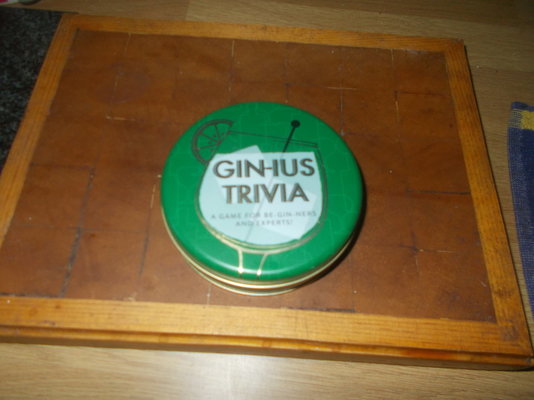 GIN-IUS
TRIVIA
A GAME FOR BE-GIN-NERS
AND EXPERTS!